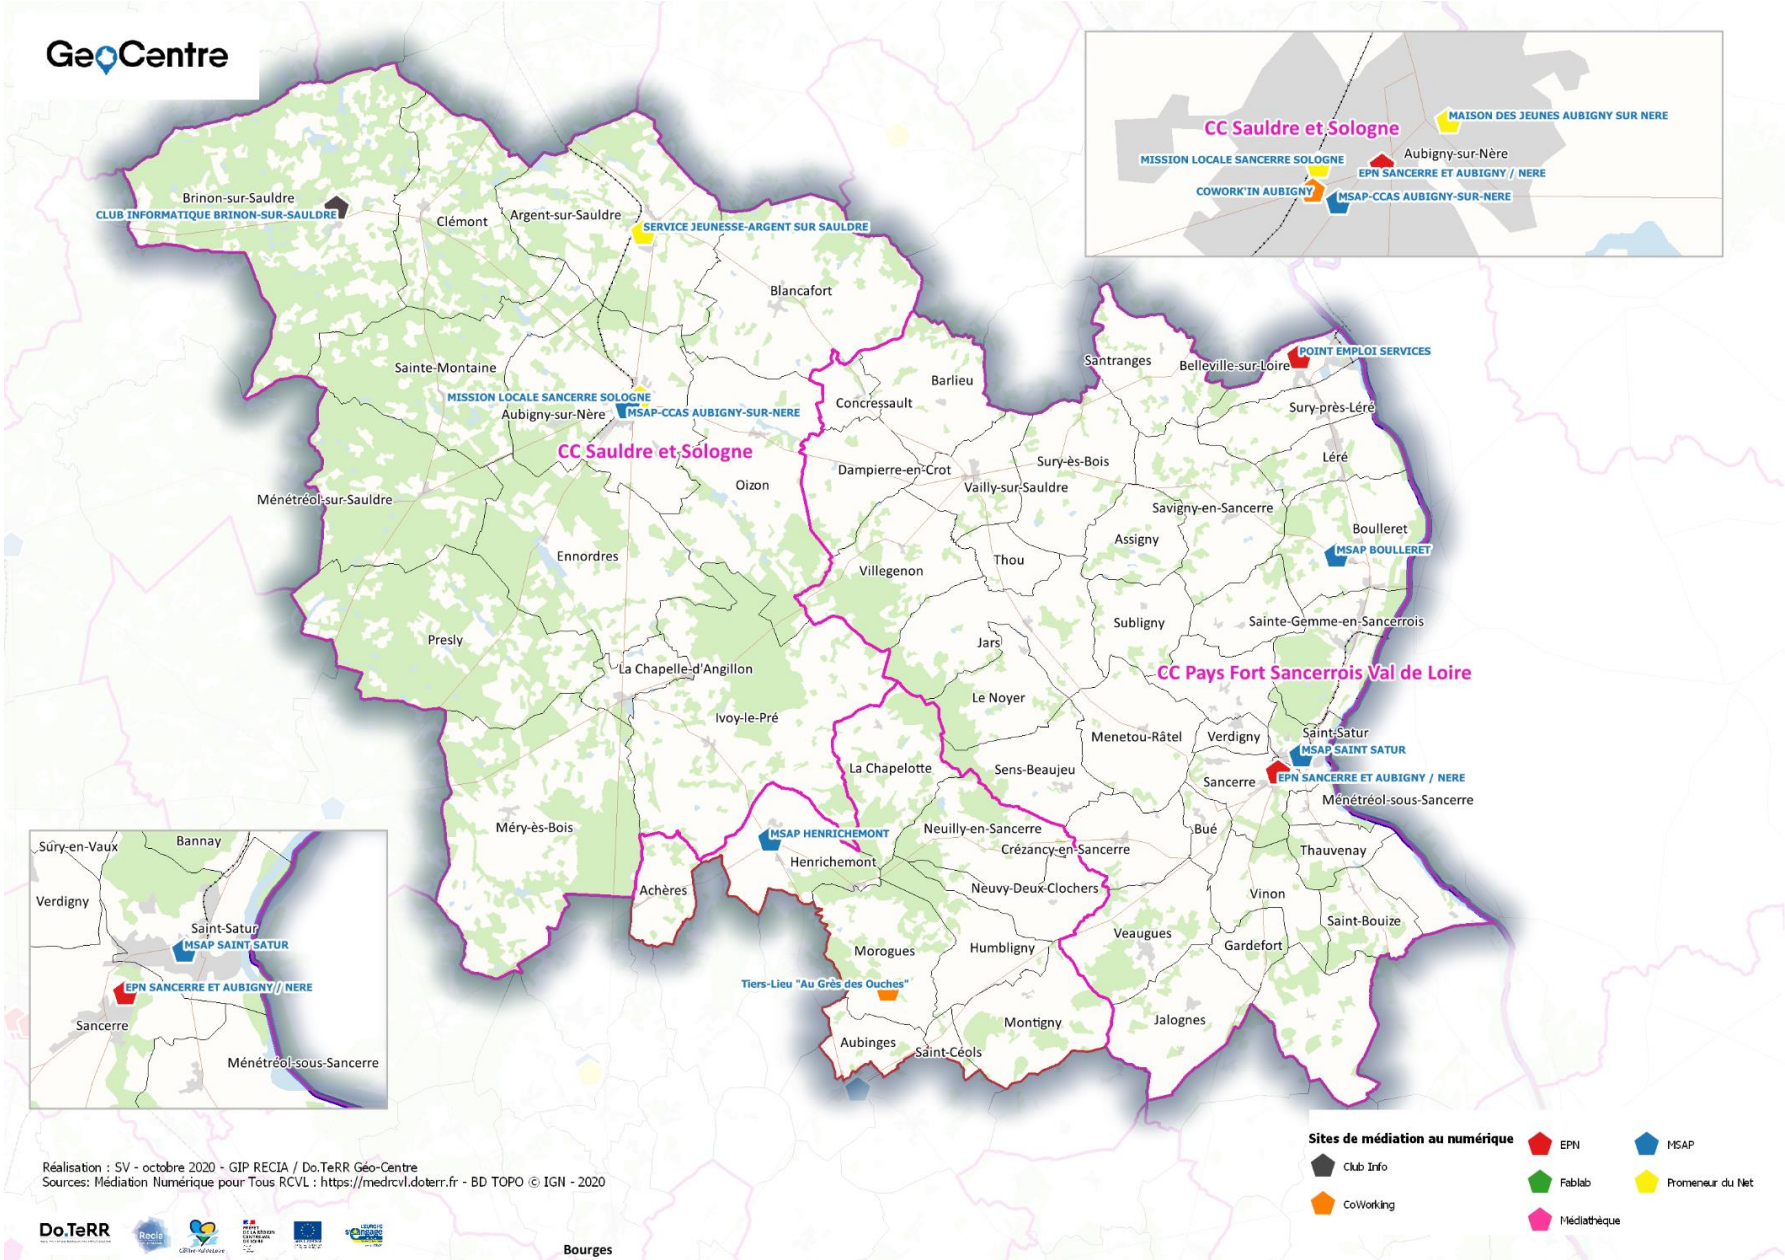 GeoCentre
CC Sauldre et Sologne
MAISON DES JEUNES AUBIGNY SUR NERE
MISSION LOCALE SANCERRE SOLOGNE
Aubigny-sur-Nère
EPN SANCERRE ET AUBIGNY / NERE
COWORK'IN AUBIGNY
MSAP-CCAS AUBIGNY-SUR-NERE
Brinon-sur-Sauldre
CLUB INFORMATIQUE BRINON-SUR-SAULDRE
Clémont
Argent-sur-Sauldre
SERVICE JEUNESSE-ARGENT SUR SAULDRE
Blancafort
Sainte-Montaine
MISSION LOCALE SANCERRE SOLOGNE
Aubigny-sur-Nère
MSAP-CCAS AUBIGNY-SUR-NERE
CC Sauldre et Sologne
Oizon
Ménétréol-sur-Sauldre
Ennordres
Presly
La Chapelle-d'Angillon
Ivoy-le-Pré
Méry-ès-Bois
Achères
Concressault
Barlieu
Santranges
Belleville-sur-Loire
POINT EMPLOI SERVICES
Sury-près-Léré
Léré
Dampierre-en-Crot
Vailly-sur-Sauldre
Sury-ès-Bois
Savigny-en-Sancerre
Boulleret
MSAP BOULLERET
Assigny
Thou
Villegenon
Subligny
Sainte-Gemme-en-Sancerrois
Jars
CC Pays Fort Sancerrois Val de Loire
Le Noyer
Menetou-Râtel
Verdigny
Saint-Satur
MSAP SAINT SATUR
EPN SANCERRE ET AUBIGNY / NERE
Sancerre
Ménétréol-sous-Sancerre
La Chapelotte
Sens-Beaujeu
MSAP HENRICHEMONT
Henrichemont
Neuilly-en-Sancerre
Crézancy-en-Sancerre
Bué
Thauvenay
Neuvy-Deux-Clochers
Vinon
Saint-Bouize
Veaugues
Gardefort
Morogues
Humbligny
Tiers-Lieu "Au Grès des Ouches"
Montigny
Jalognes
Aubinges
Saint-Céols
Sury-en-Vaux
Bannay
Verdigny
Saint-Satur
MSAP SAINT SATUR
EPN SANCERRE ET AUBIGNY / NERE
Sancerre
Ménétréol-sous-Sancerre
Sites de médiation au numérique
Club Info
CoWorking
EPN
Fablab
Médiathèque
MSAP
Promeneur du Net
Réalisation : SV - octobre 2020 - GIP RECIA / Do.TeRR Géo-Centre
Sources: Médiation Numérique pour Tous RCVL : https://medrcvl.doterr.fr - BD TOPO © IGN - 2020
Do.TeRR
Recia
Bourges